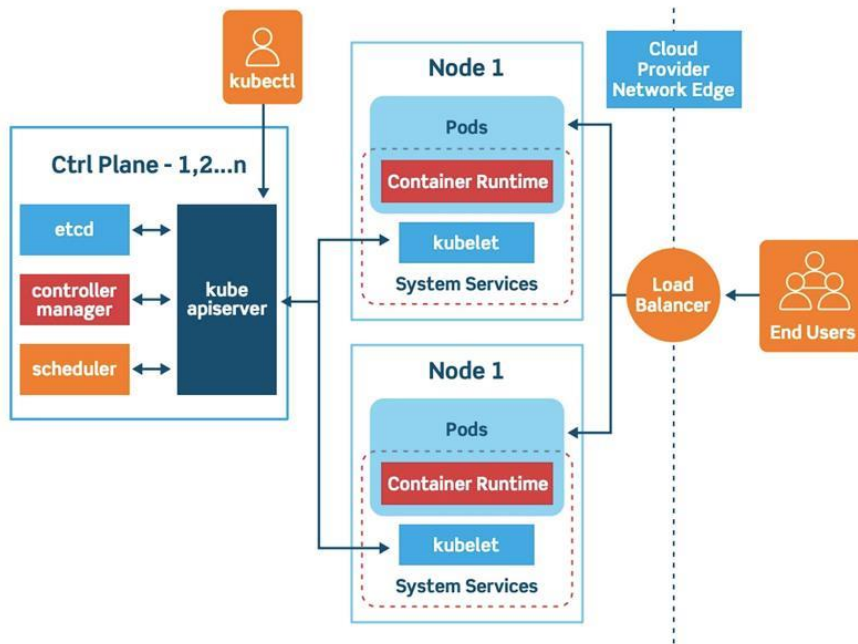 kubectl
Ctrl Plane - 1,2...n
etcd
controller
manager
scheduler
kube
apiserver
Node 1
Pods
Container Runtime
kubelet
System Services
Node 1
Pods
Container Runtime
kubelet
System Services
Cloud
Provider
Network Edge
Load
Balancer
End Users